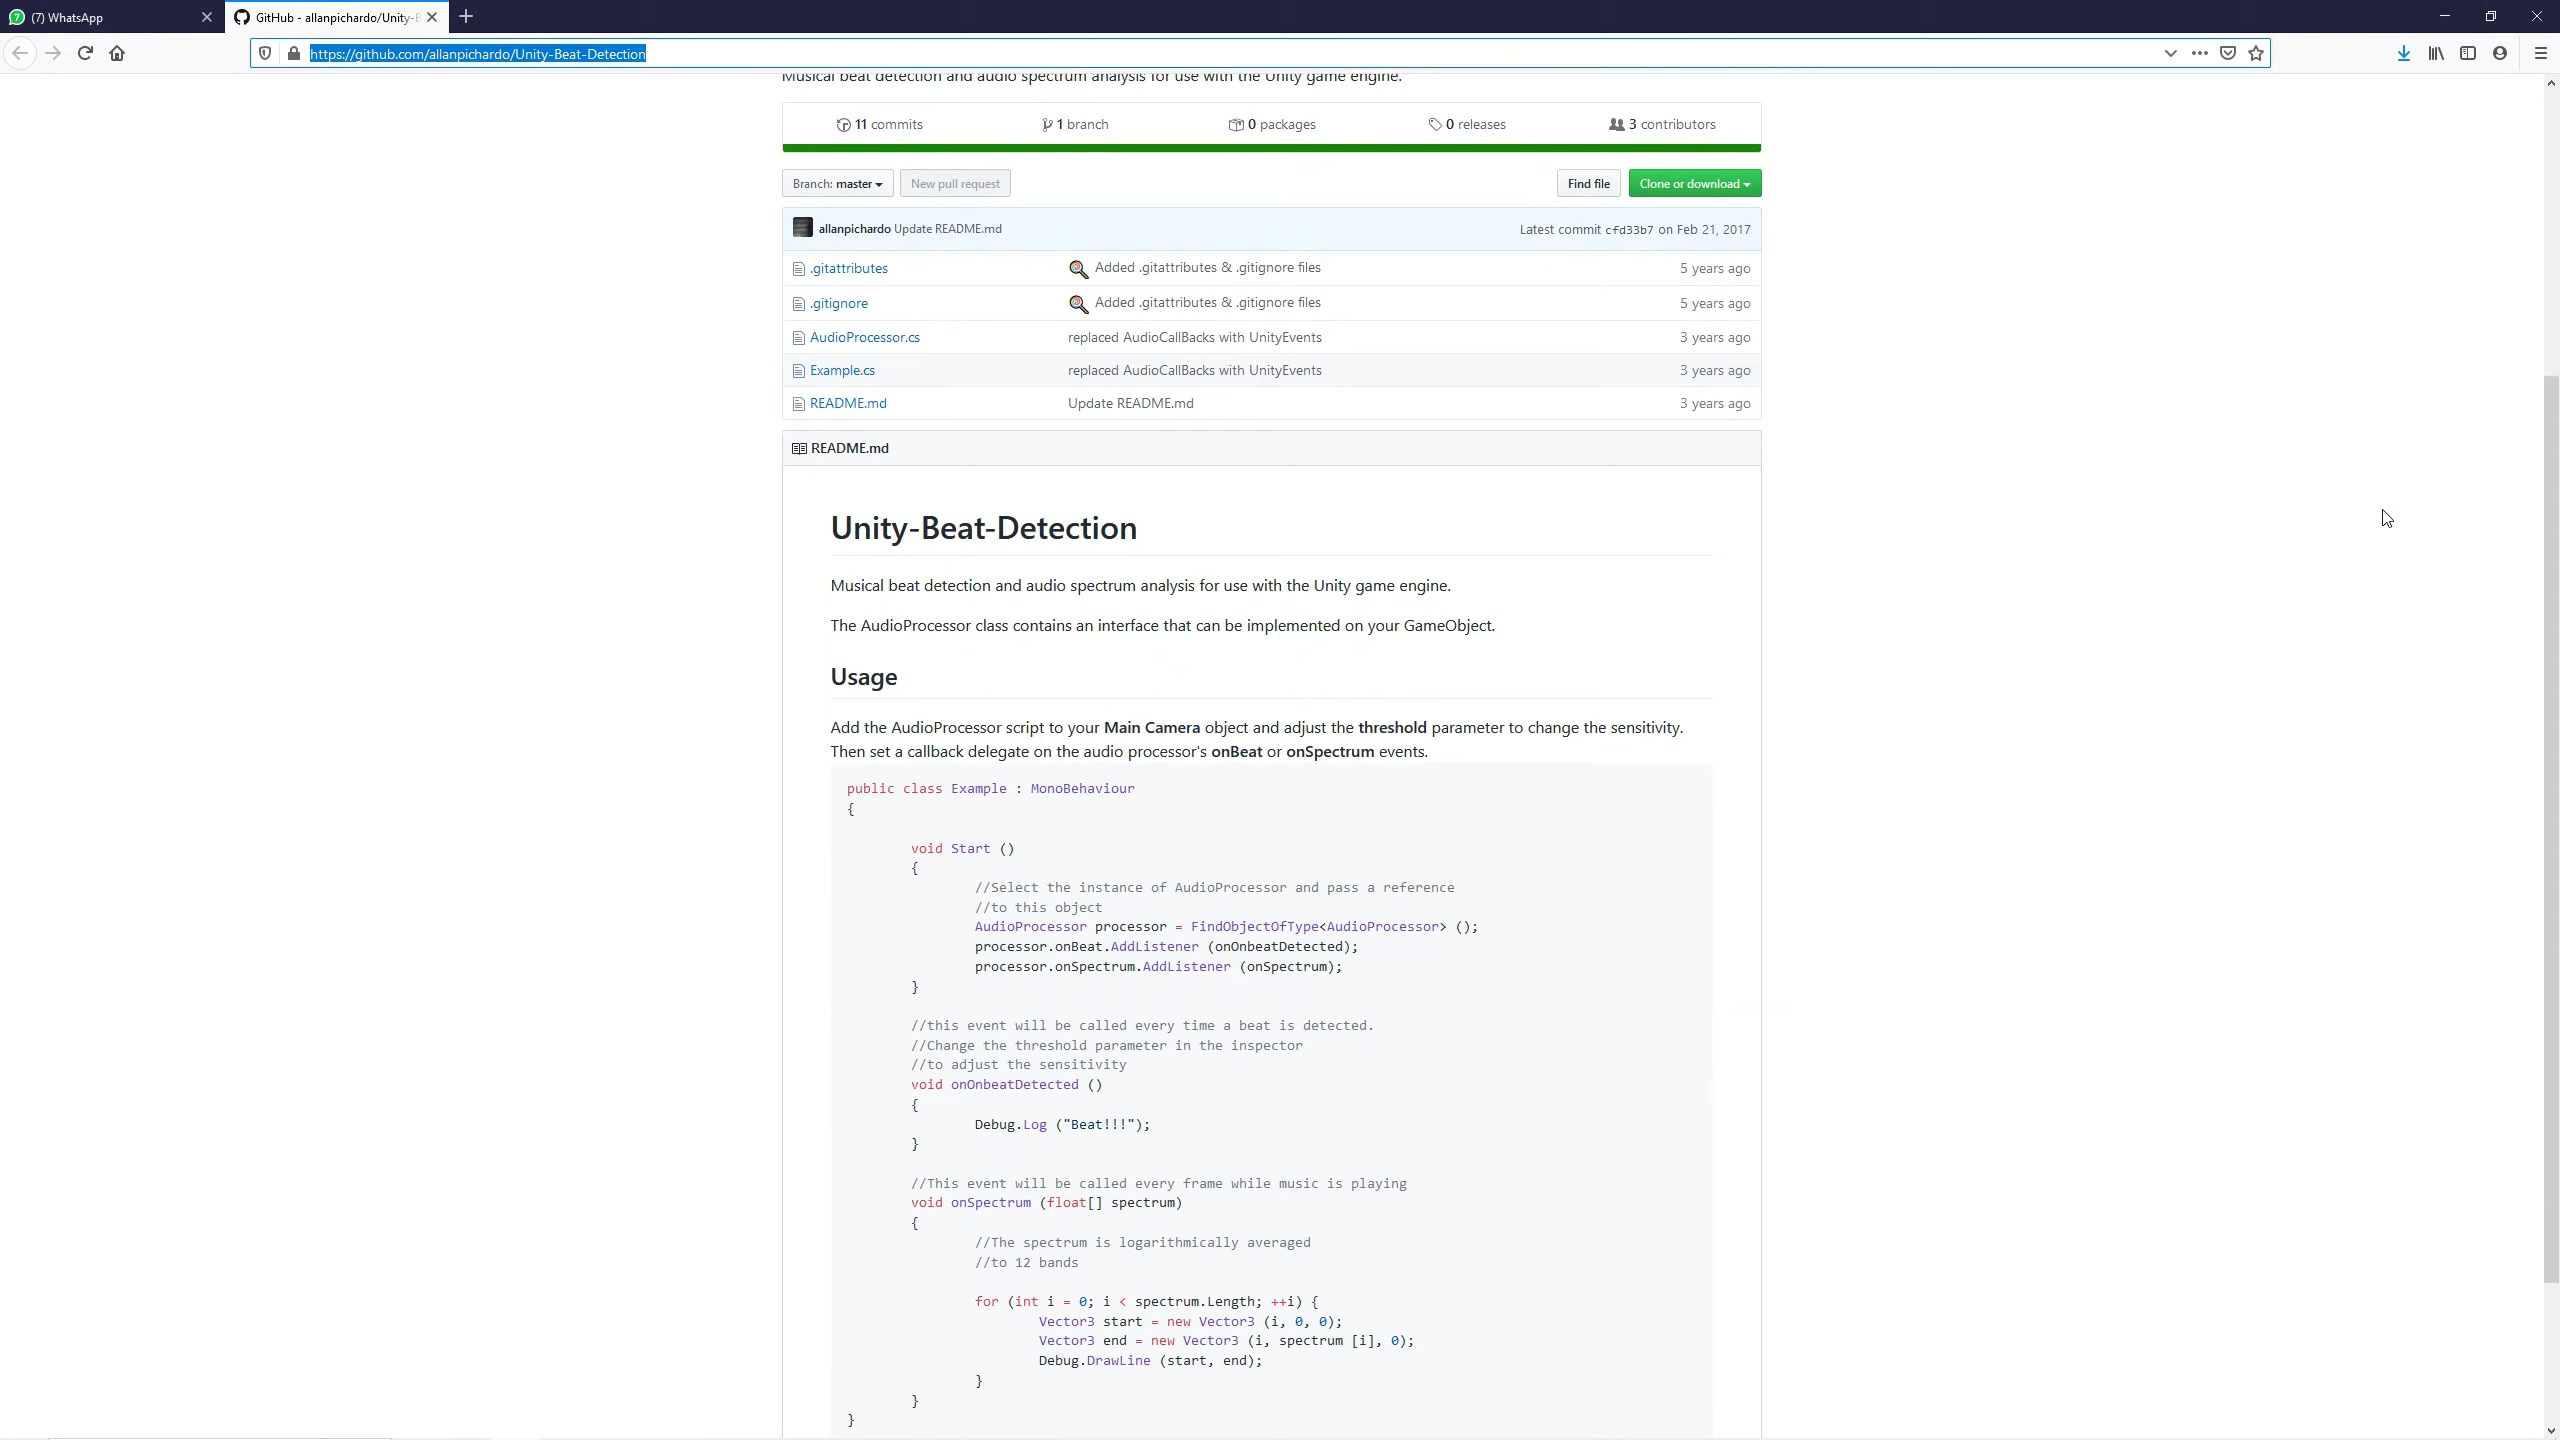 (7) WhatsApp
GitHub - allanpichardo/Unity-B
https://github.com/allanpichardo/Unity-Beat-Detection
Musical beat detection and audio spectrum analysis for use with the Unity game engine.
11 commits
1 branch
0 packages
0 releases
3 contributors
Branch: master
New pull request
Find file
Clone or download
allanpichardo Update README.md
Latest commit cfd33b7 on Feb 21, 2017
.gitattributes
Added .gitattributes & .gitignore files
5 years ago
.gitignore
Added .gitattributes & .gitignore files
5 years ago
AudioProcessor.cs
replaced AudioCallBacks with UnityEvents
3 years ago
Example.cs
replaced AudioCallBacks with UnityEvents
3 years ago
README.md
Update README.md
3 years ago
README.md
Unity-Beat-Detection
Musical beat detection and audio spectrum analysis for use with the Unity game engine.
The AudioProcessor class contains an interface that can be implemented on your GameObject.
Usage
Add the AudioProcessor script to your Main Camera object and adjust the threshold parameter to change the sensitivity.
Then set a callback delegate on the audio processor's onBeat or onSpectrum events.
public class Example : MonoBehaviour
{
void Start ()
{
//Select the instance of AudioProcessor and pass a reference
//to this object
AudioProcessor processor = FindObjectOfType<AudioProcessor> ();
processor.onBeat.AddListener (onOnbeatDetected);
processor.onSpectrum.AddListener (onSpectrum);
}
//this event will be called every time a beat is detected.
//Change the threshold parameter in the inspector
//to adjust the sensitivity
void onOnbeatDetected ()
{
Debug.Log ("Beat!!!");
}
//This event will be called every frame while music is playing
void onSpectrum (float[] spectrum)
{
//The spectrum is logarithmically averaged
//to 12 bands
for (int i = 0; i < spectrum.Length; ++i) {
Vector3 start = new Vector3 (i, 0, 0);
Vector3 end = new Vector3 (i, spectrum [i], 0);
Debug.DrawLine (start, end);
}
}
}